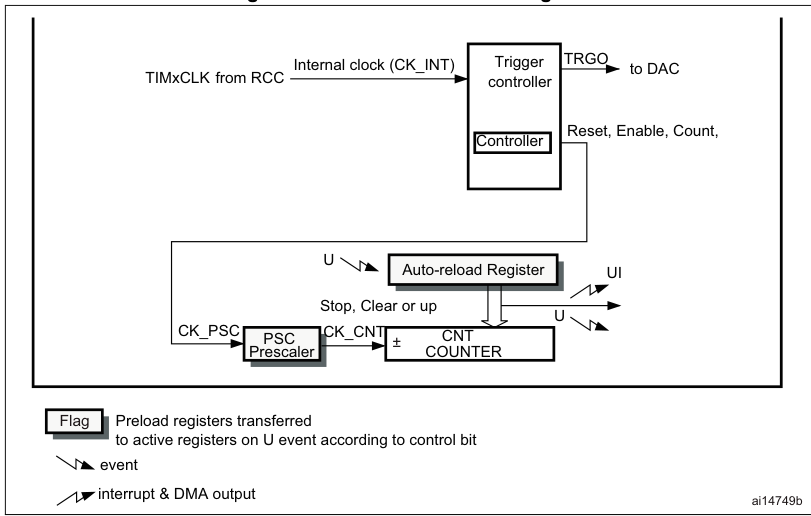 TIMxCLK from RCC
Internal clock (CK_INT)
Trigger
controller
TRGO
to DAC
Controller
Reset, Enable, Count,
U
Auto-reload Register
UI
Stop, Clear or up
U
CK_PSC
PSC
Prescaler
CK_CNT
±
CNT
COUNTER
Flag
Preload registers transferred
to active registers on U event according to control bit
event
interrupt & DMA output
ai14749b